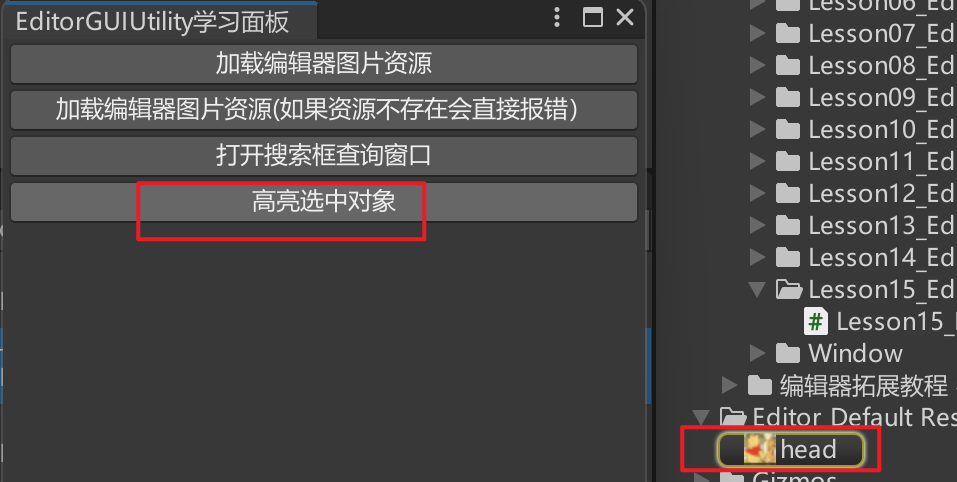 EditorGUIUtility学习面板
加载编辑器图片资源
加载编辑器图片资源(如果资源不存在会直接报错）
打开搜索框查询窗口
高亮选中对象
Lesson06_Ed
Lesson07_Ed
Lesson08_Ed
Lesson09_Ed
Lesson10_Ed
Lesson11_Ed
Lesson12_Ed
Lesson13_Ed
Lesson14_Ed
Lesson15_Ed
# Lesson15_
Window
编辑器拓展教程
Editor Default Res
head
Gizmos